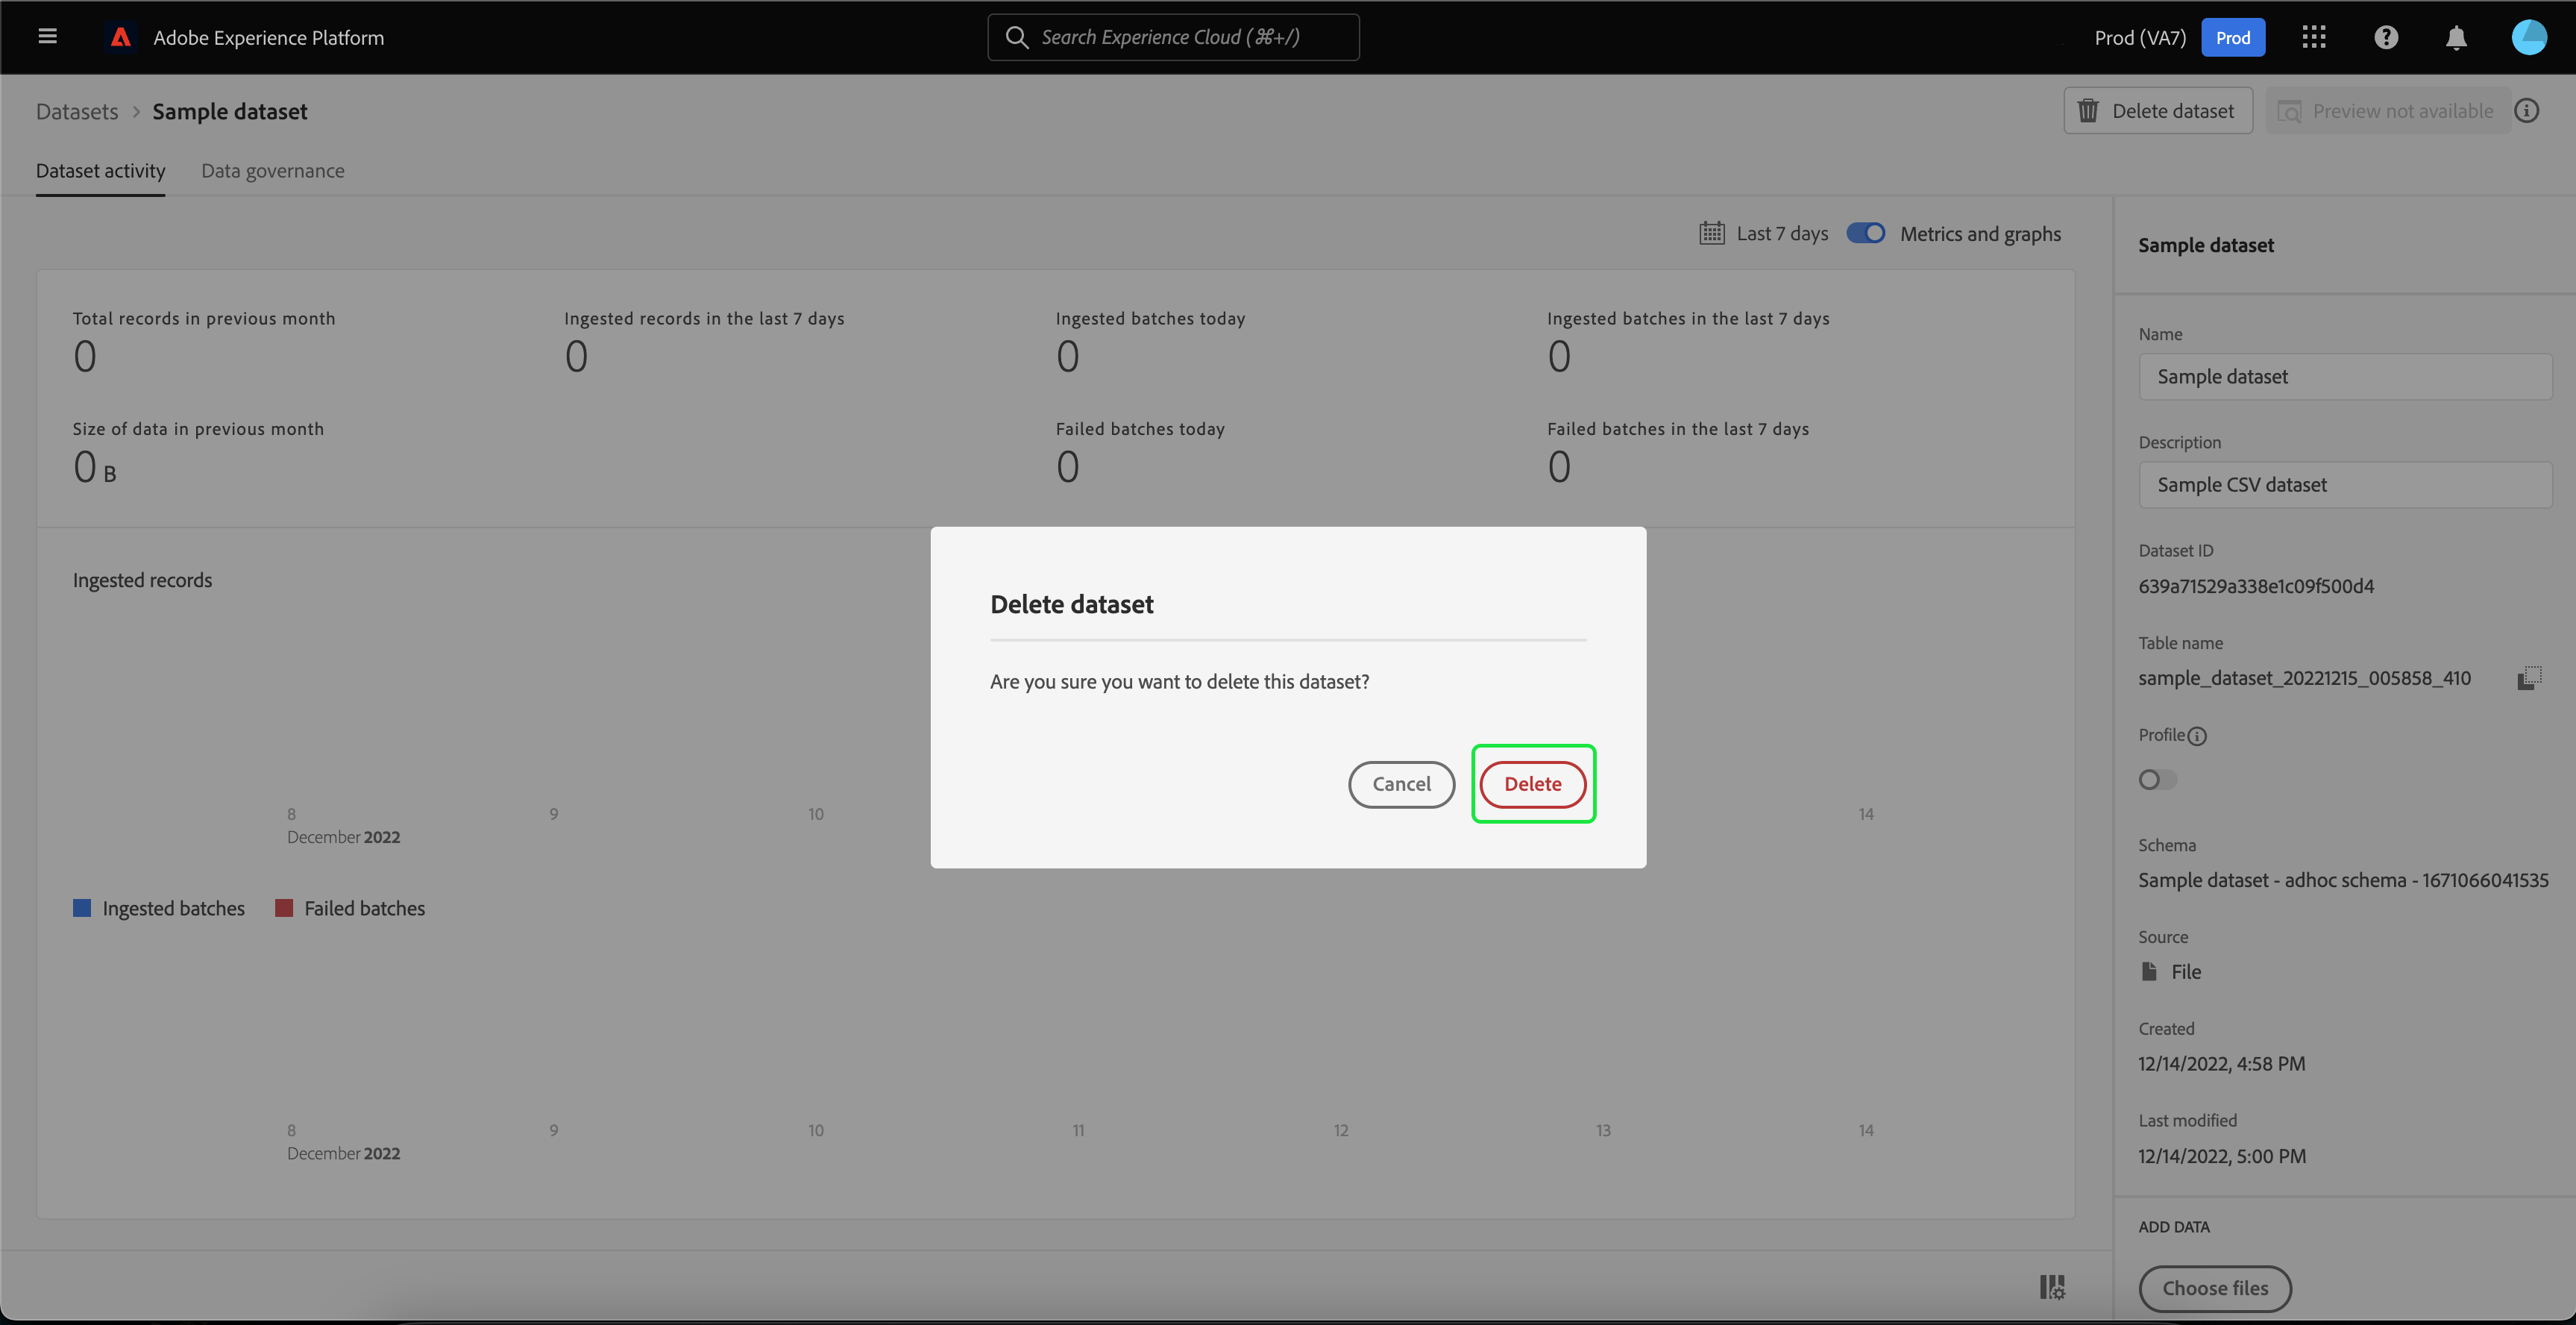 Adobe Experience Platform
Search Experience Cloud (⌘+/)
Prod (VA7)
Prod
Datasets > Sample dataset
Delete dataset
Preview not available
Dataset activity
Data governance
Last 7 days
Metrics and graphs
Total records in previous month
0
Ingested records in the last 7 days
0
Ingested batches today
0
Ingested batches in the last 7 days
0
Size of data in previous month
0 B
Failed batches today
0
Failed batches in the last 7 days
0
Ingested records
8 9 10 14
December 2022
Ingested batches
Failed batches
8 9 10 11 12 13 14
December 2022
Delete dataset
Are you sure you want to delete this dataset?
Cancel
Delete
Sample dataset
Name
Sample dataset
Description
Sample CSV dataset
Dataset ID
639a71529a338e1c09f500d4
Table name
sample_dataset_20221215_005858_410
Profile
Schema
Sample dataset - adhoc schema - 1671066041535
Source
File
Created
12/14/2022, 4:58 PM
Last modified
12/14/2022, 5:00 PM
ADD DATA
Choose files